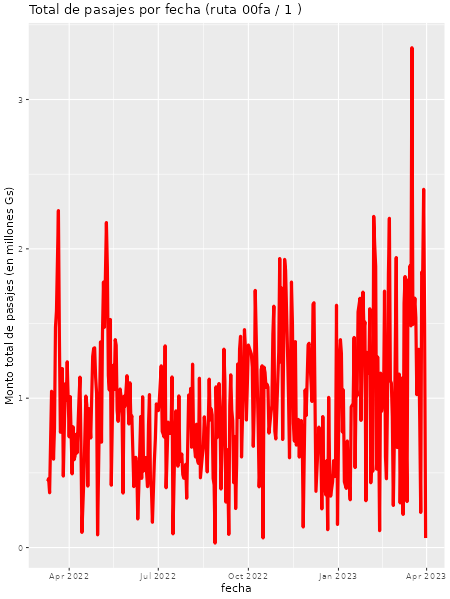 Total de pasajes por fecha (ruta 00fa / 1 )
Monto total de pasajes (en millones Gs)
3
2
1
0
Apr 2022
Jul 2022
Oct 2022
Jan 2023
Apr 2023
fecha